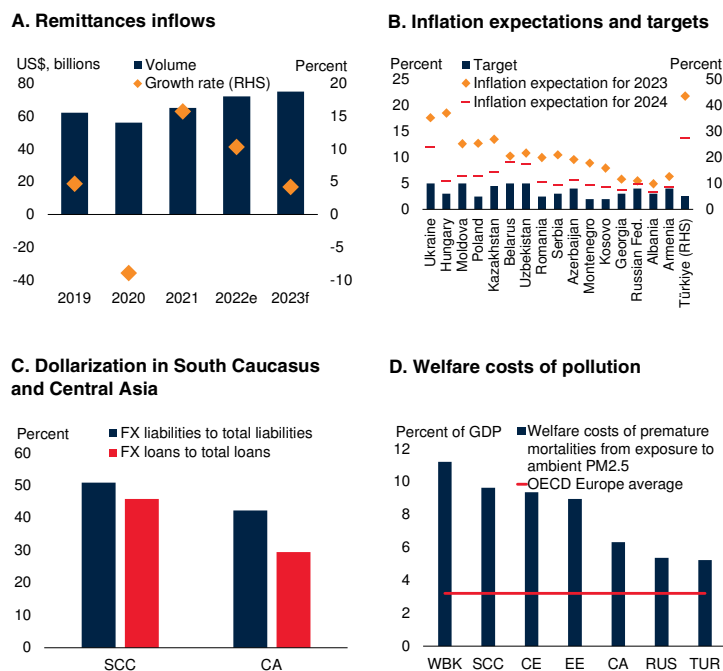 A. Remittances inflows
US$, billions
Volume
Growth rate (RHS)
Percent
80
60
40
20
0
-20
-40
20
15
10
5
0
-5
-10
2019 2020 2021 2022e 2023f
B. Inflation expectations and targets
Percent
Target
Inflation expectation for 2023
Inflation expectation for 2024
Percent
25
20
15
10
5
0
50
40
30
20
10
0
Ukraine
Hungary
Moldova
Poland
Kazakhstan
Belarus
Uzbekistan
Romania
Serbia
Azerbaijan
Montenegro
Kosovo
Georgia
Russian Fed.
Albania
Armenia
Türkiye (RHS)
C. Dollarization in South Caucasus
and Central Asia
Percent
FX liabilities to total liabilities
FX loans to total loans
60
50
40
30
20
10
0
SCC CA
D. Welfare costs of pollution
Percent of GDP
Welfare costs of premature
mortalities from exposure to
ambient PM2.5
OECD Europe average
12
10
8
6
4
2
0
WBK SCC CE EE CA RUS TUR